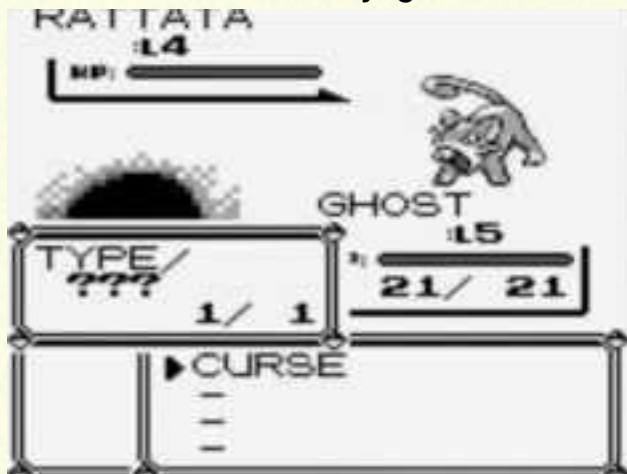 RATTATA
:L4
HP:
GHOST
:L5
21/ 21
TYPE/
???
1/ 1
▶CURSE
–
–
–